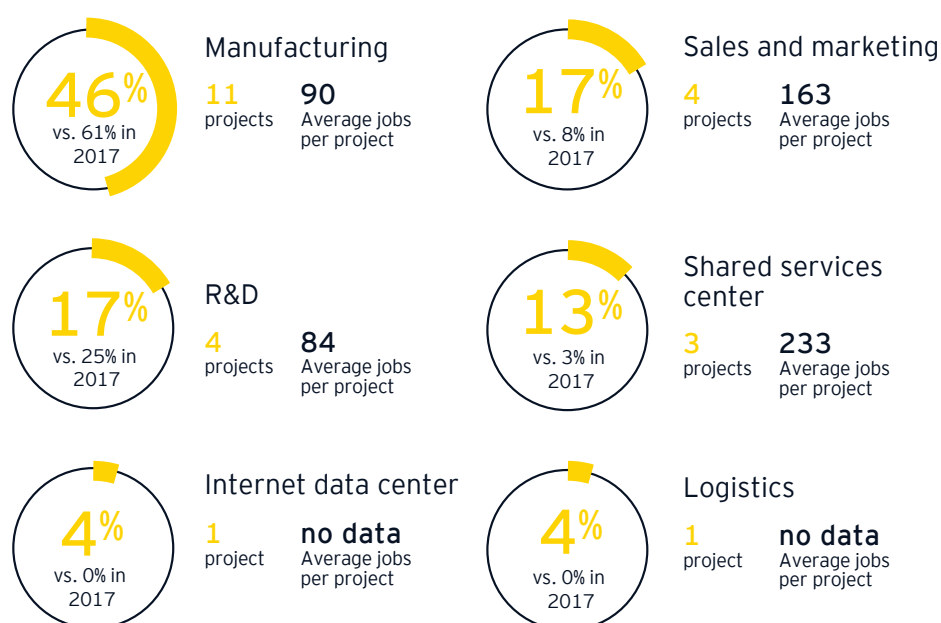 46%
vs. 61% in
2017
Manufacturing
11
projects
90
Average jobs
per project
17%
vs. 8% in
2017
Sales and marketing
4
projects
163
Average jobs
per project
17%
vs. 25% in
2017
R&D
4
projects
84
Average jobs
per project
13%
vs. 3% in
2017
Shared services
center
3
projects
233
Average jobs
per project
4%
vs. 0% in
2017
Internet data center
1
project
no data
Average jobs
per project
4%
vs. 0% in
2017
Logistics
1
project
no data
Average jobs
per project